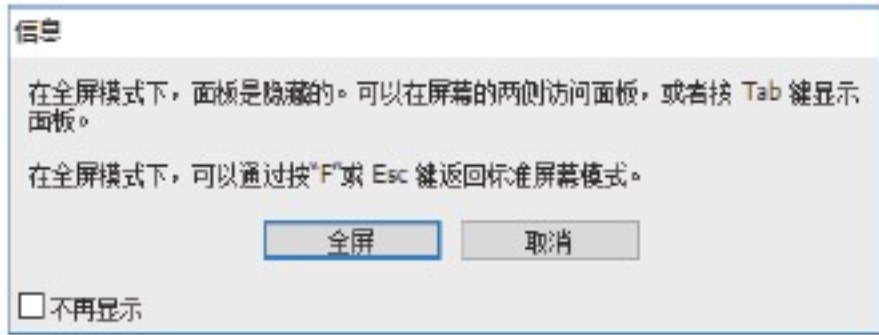 信息
在全屏模式下，面板是隐藏的。可以在屏幕的两侧访问面板，或者按 Tab 键显示
面板。
在全屏模式下，可以通过按"F"或 Esc 键返回标准屏幕模式。
全屏 取消
不再显示